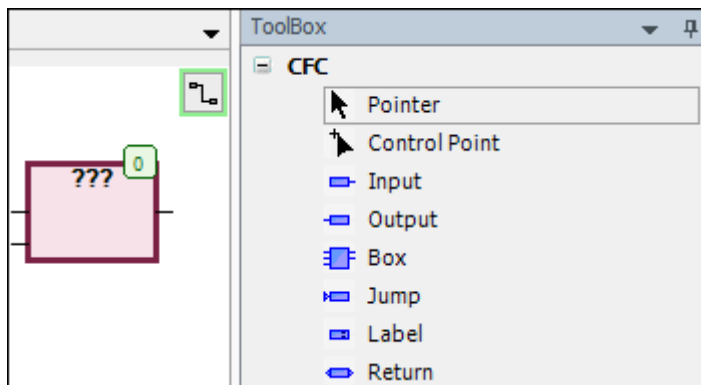 ToolBox
CFC
Pointer
Control Point
Input
Output
Box
Jump
Label
Return
???
0